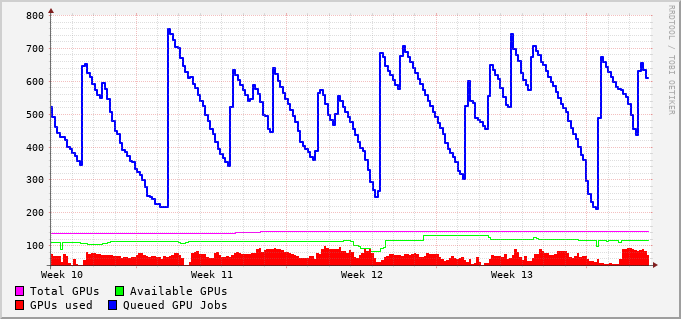 800
700
600
500
400
300
200
100
Week 10 Week 11 Week 12 Week 13
Total GPUs Available GPUs
GPUs used Queued GPU Jobs
RRDTOOL / TOBI OETIKER